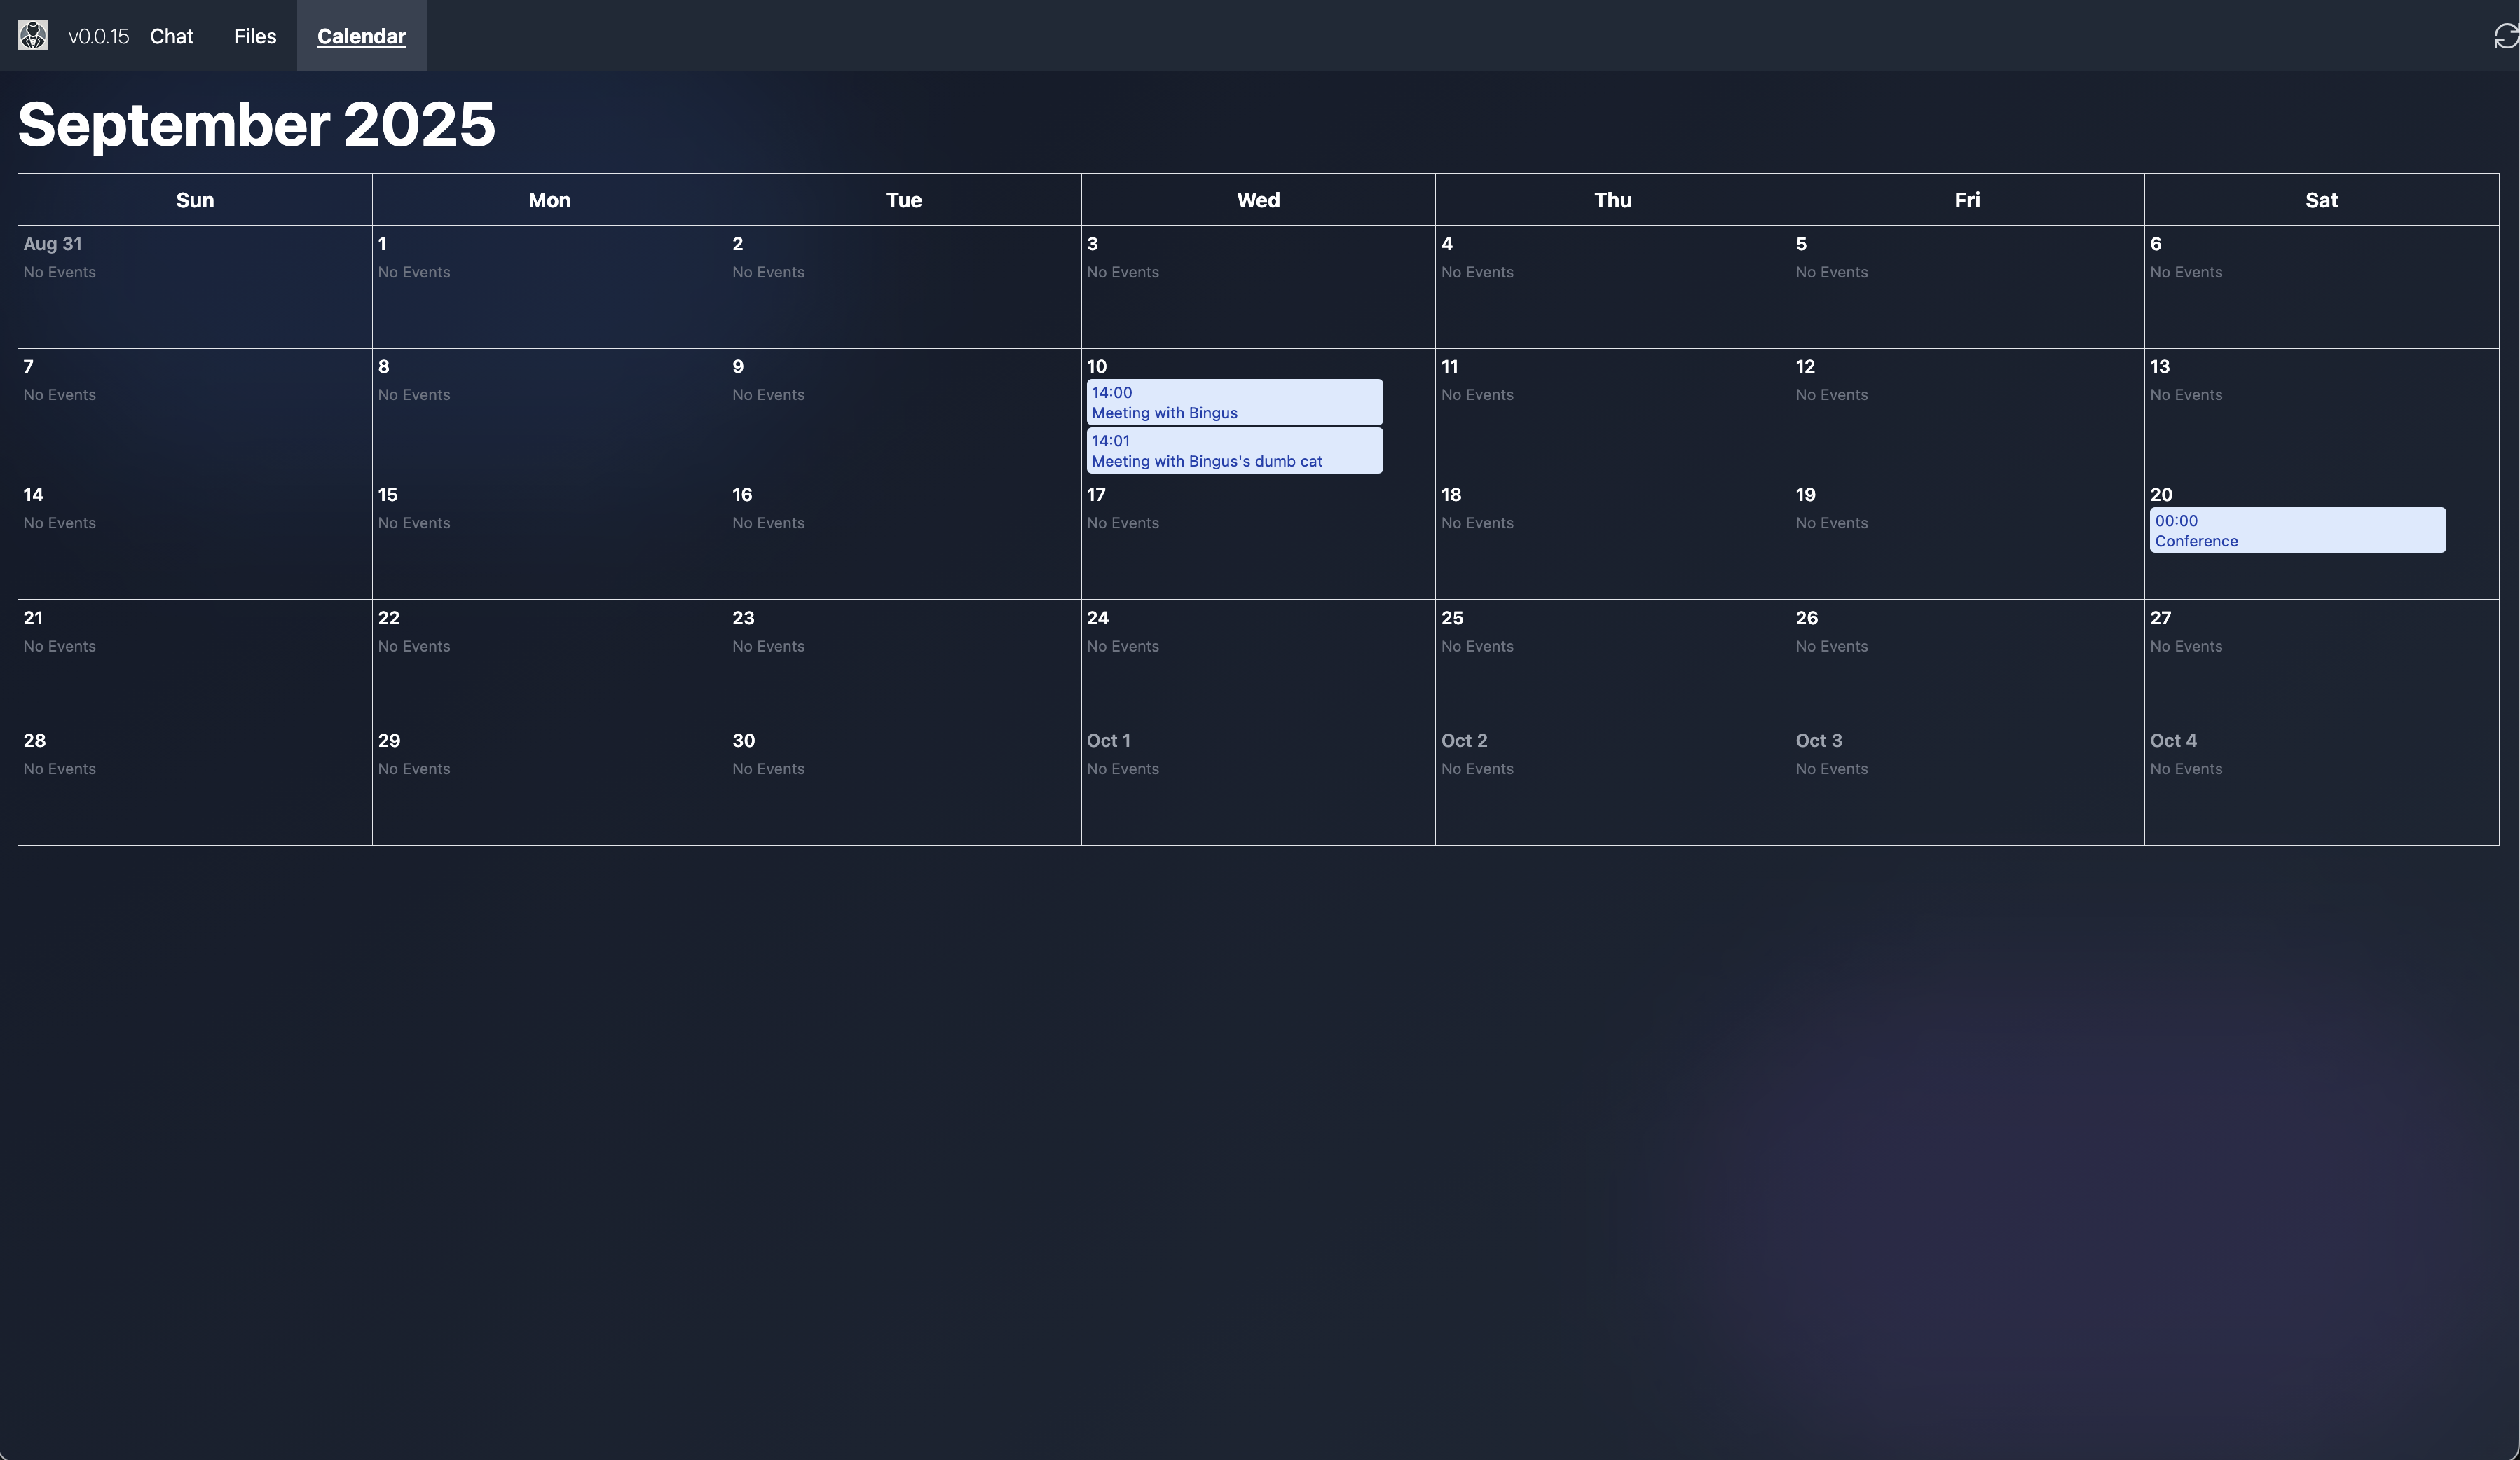 v0.0.15 Chat Files Calendar
September 2025
Sun Mon Tue Wed Thu Fri Sat
Aug 31 1 2 3 4 5 6
No Events No Events No Events No Events No Events No Events No Events
7 8 9 10 11 12 13
No Events No Events No Events 14:00 No Events No Events No Events
Meeting with Bingus
14:01
Meeting with Bingus's dumb cat
14 15 16 17 18 19 20
No Events No Events No Events No Events No Events No Events 00:00
Conference
21 22 23 24 25 26 27
No Events No Events No Events No Events No Events No Events No Events
28 29 30 Oct 1 Oct 2 Oct 3 Oct 4
No Events No Events No Events No Events No Events No Events No Events